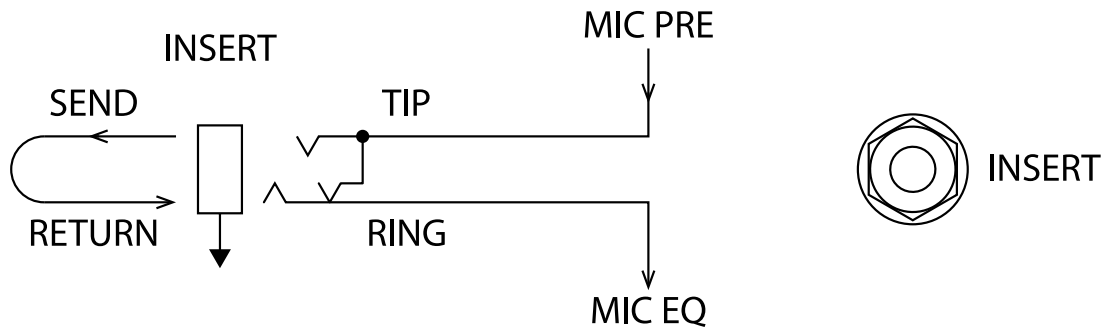 MIC PRE
INSERT
SEND
TIP
INSERT
RETURN
RING
MIC EQ